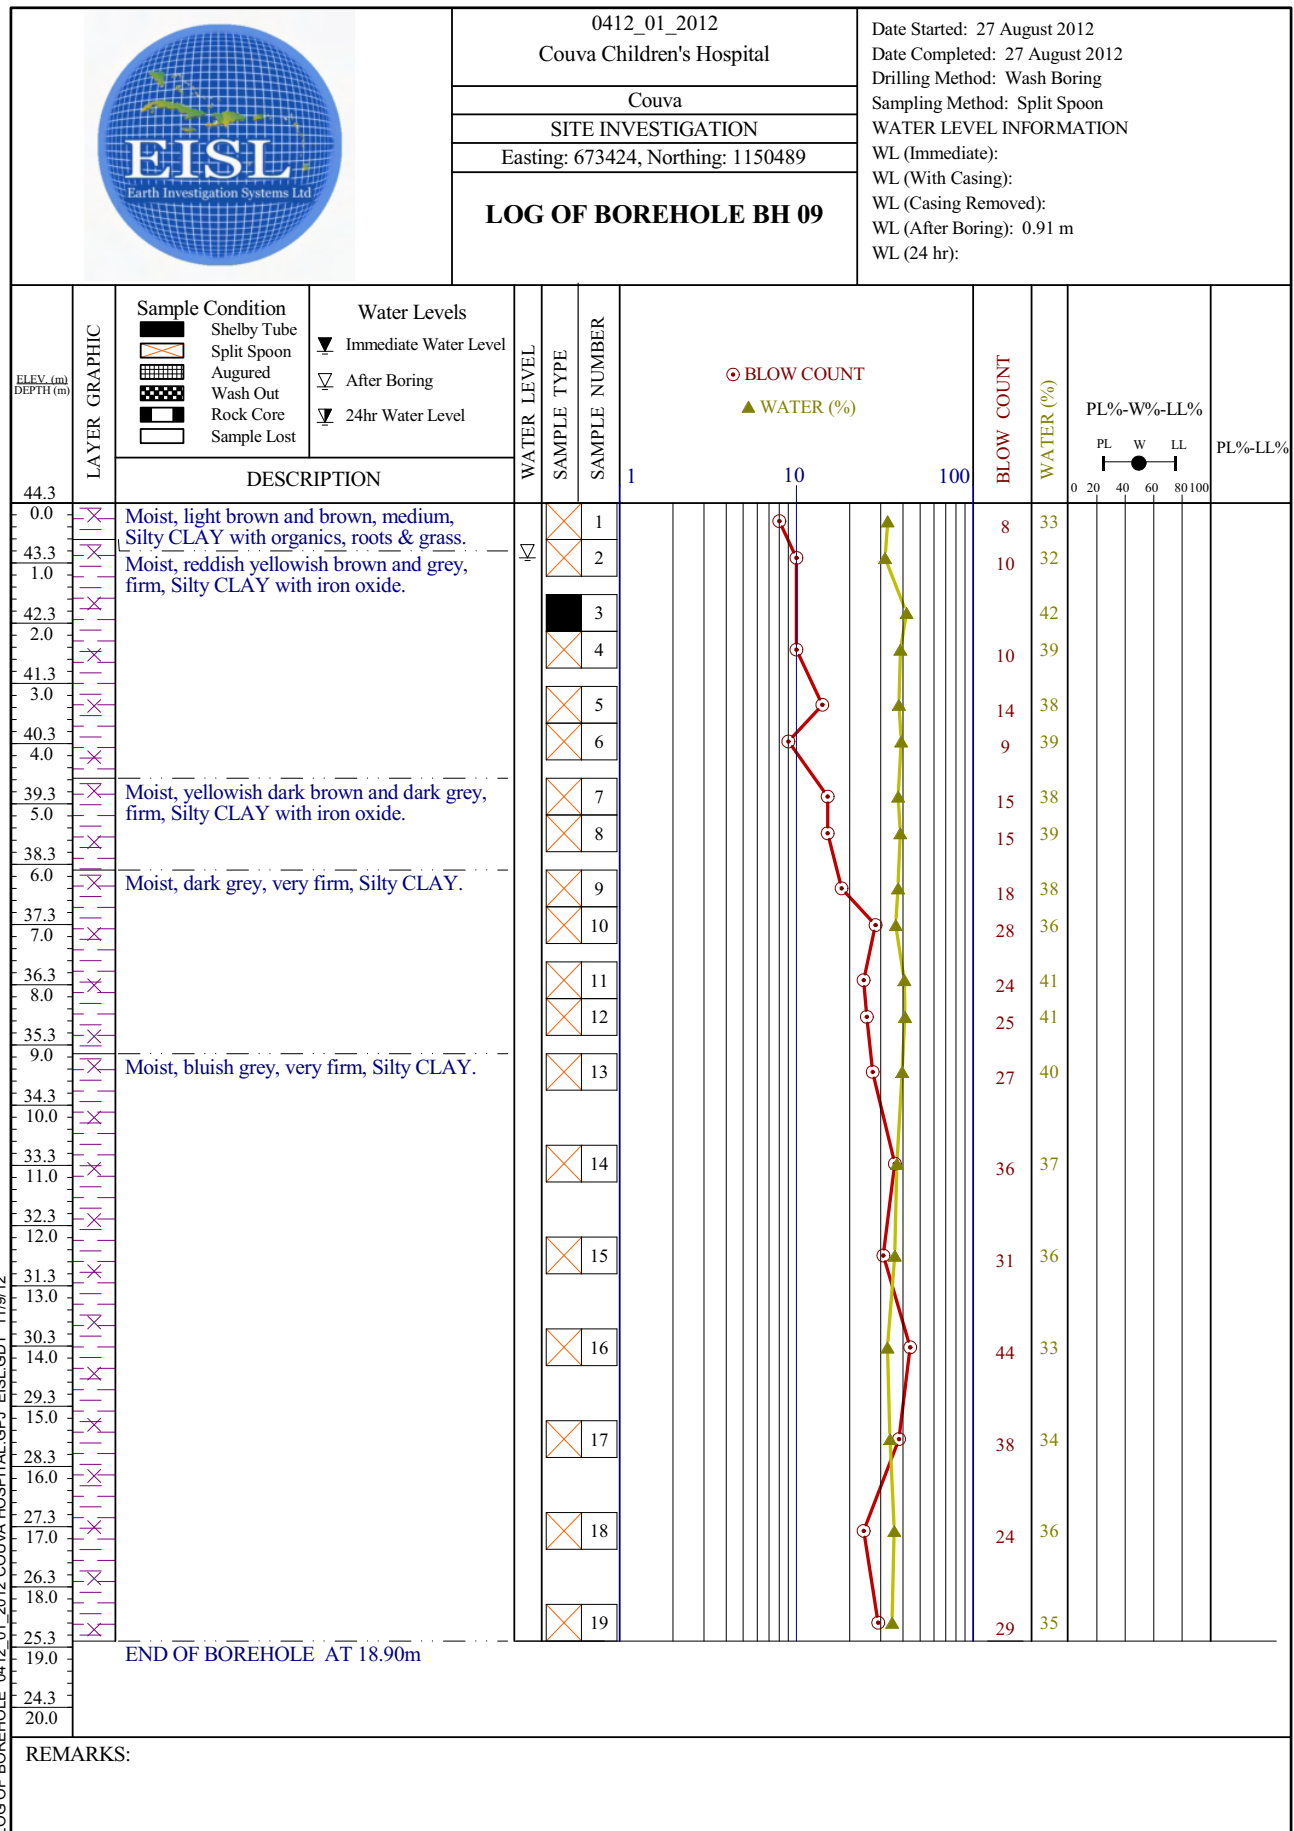 EISL
Earth Investigation Systems Ltd
0412_01_2012
Couva Children's Hospital
Couva
SITE INVESTIGATION
Easting: 673424, Northing: 1150489
LOG OF BOREHOLE BH 09
Date Started: 27 August 2012
Date Completed: 27 August 2012
Drilling Method: Wash Boring
Sampling Method: Split Spoon
WATER LEVEL INFORMATION
WL (Immediate):
WL (With Casing):
WL (Casing Removed):
WL (After Boring): 0.91 m
WL (24 hr):
ELEV. (m)
DEPTH (m)
LAYER GRAPHIC
Sample Condition
Shelby Tube
Split Spoon
Augured
Wash Out
Rock Core
Sample Lost
Water Levels
Immediate Water Level
After Boring
24hr Water Level
DESCRIPTION
WATER LEVEL
SAMPLE TYPE
SAMPLE NUMBER
BLOW COUNT
WATER (%)
1 10 100
BLOW COUNT
WATER (%)
PL%-W%-LL%
PL W LL
0 20 40 60 80 100
PL%-LL%
44.3
0.0
Moist, light brown and brown, medium,
Silty CLAY with organics, roots & grass.
1 8 33
43.3
1.0
Moist, reddish yellowish brown and grey,
firm, Silty CLAY with iron oxide.
2 10 32
42.3
2.0
3 42
4 10 39
41.3
3.0
5 14 38
40.3
4.0
6 9 39
39.3
5.0
Moist, yellowish dark brown and dark grey,
firm, Silty CLAY with iron oxide.
7 15 38
8 15 39
38.3
6.0
Moist, dark grey, very firm, Silty CLAY.
9 18 38
37.3
7.0
10 28 36
36.3
8.0
11 24 41
12 25 41
35.3
9.0
Moist, bluish grey, very firm, Silty CLAY.
13 27 40
34.3
10.0
33.3
11.0
14 36 37
32.3
12.0
15 31 36
31.3
13.0
30.3
14.0
16 44 33
29.3
15.0
17 38 34
28.3
16.0
27.3
17.0
18 24 36
26.3
18.0
19 29 35
25.3
19.0
END OF BOREHOLE AT 18.90m
24.3
20.0
REMARKS:
LOG OF BOREHOLE 0412_01_2012 COUVA HOSPITAL.GPJ EISL.GDT 11/9/12